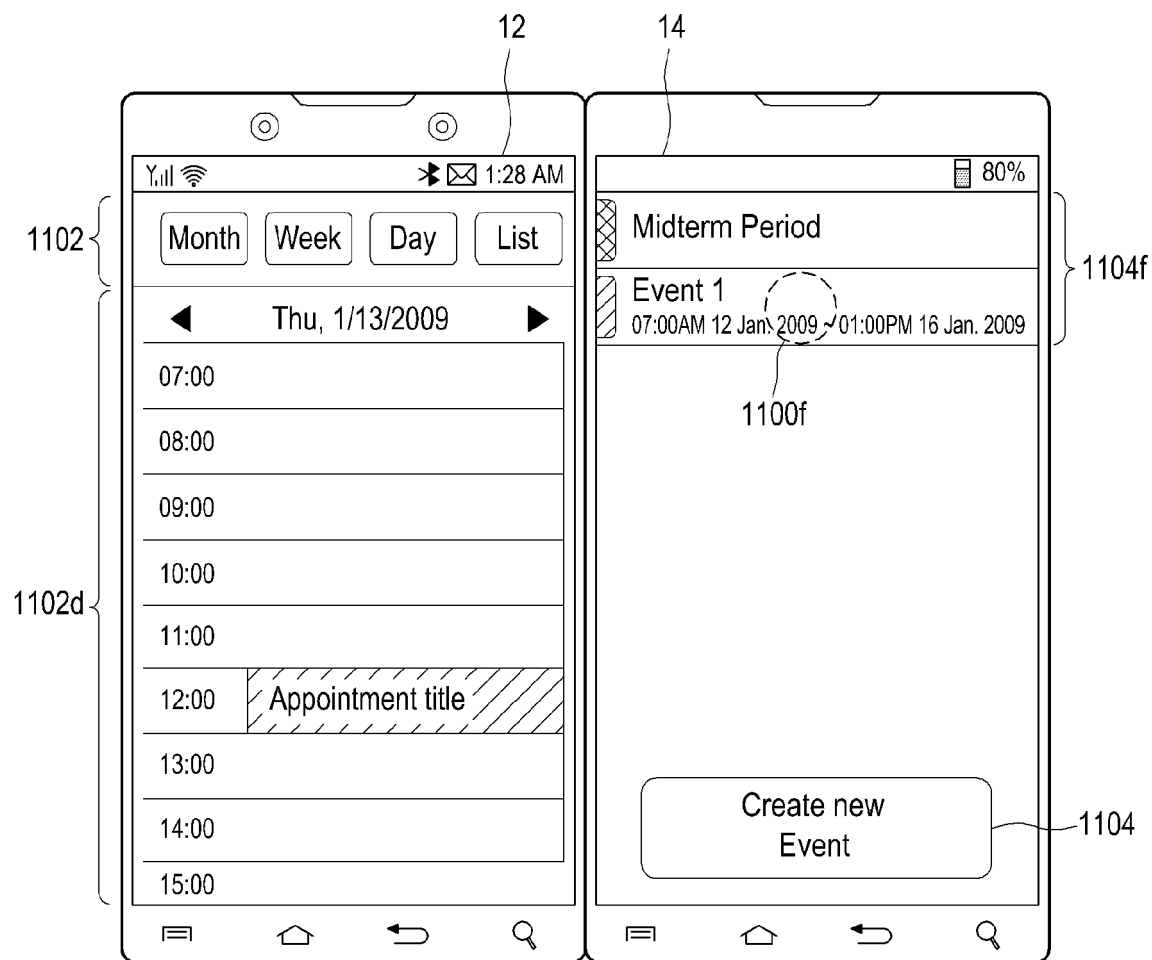 12
14
1:28 AM
80%
1102
Month Week Day List
Midterm Period
1104f
Thu, 1/13/2009
Event 1
07:00AM 12 Jan. 2009 ~ 01:00PM 16 Jan. 2009
1100f
07:00
08:00
09:00
10:00
1102d
11:00
12:00 Appointment title
13:00
14:00
15:00
Create new
Event
1104